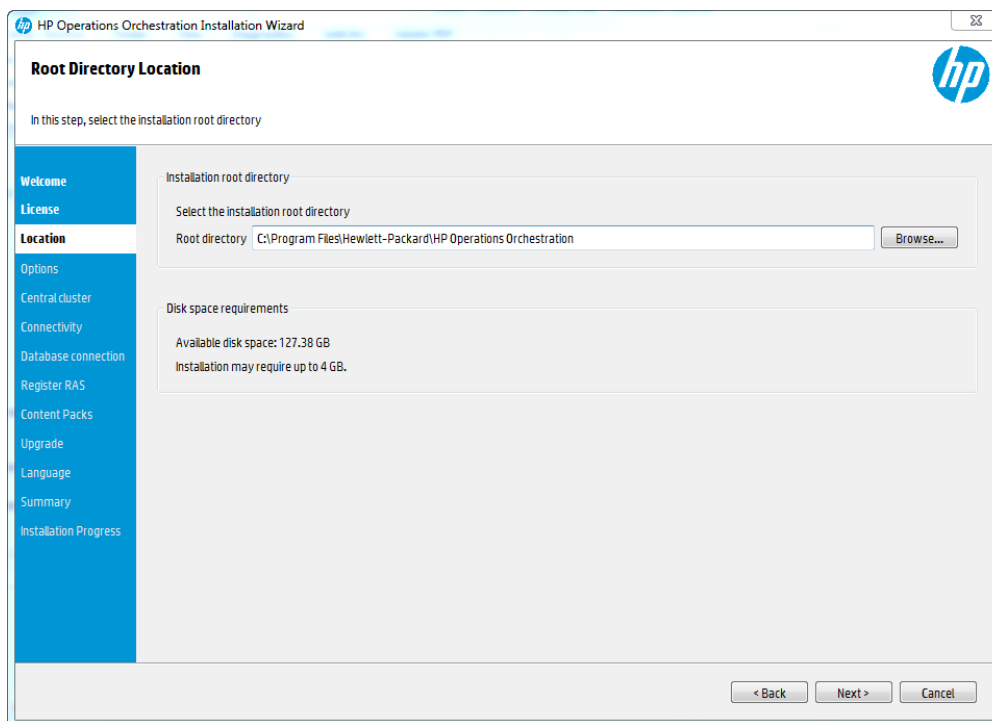 HP Operations Orchestration Installation Wizard
Root Directory Location
hp
In this step, select the installation root directory
Welcome
License
Location
Options
Central cluster
Connectivity
Database connection
Register RAS
Content Packs
Upgrade
Language
Summary
Installation Progress
Installation root directory
Select the installation root directory
Root directory C:\Program Files\Hewlett-Packard\HP Operations Orchestration Browse...
Disk space requirements
Available disk space: 127.38 GB
Installation may require up to 4 GB.
< Back Next > Cancel